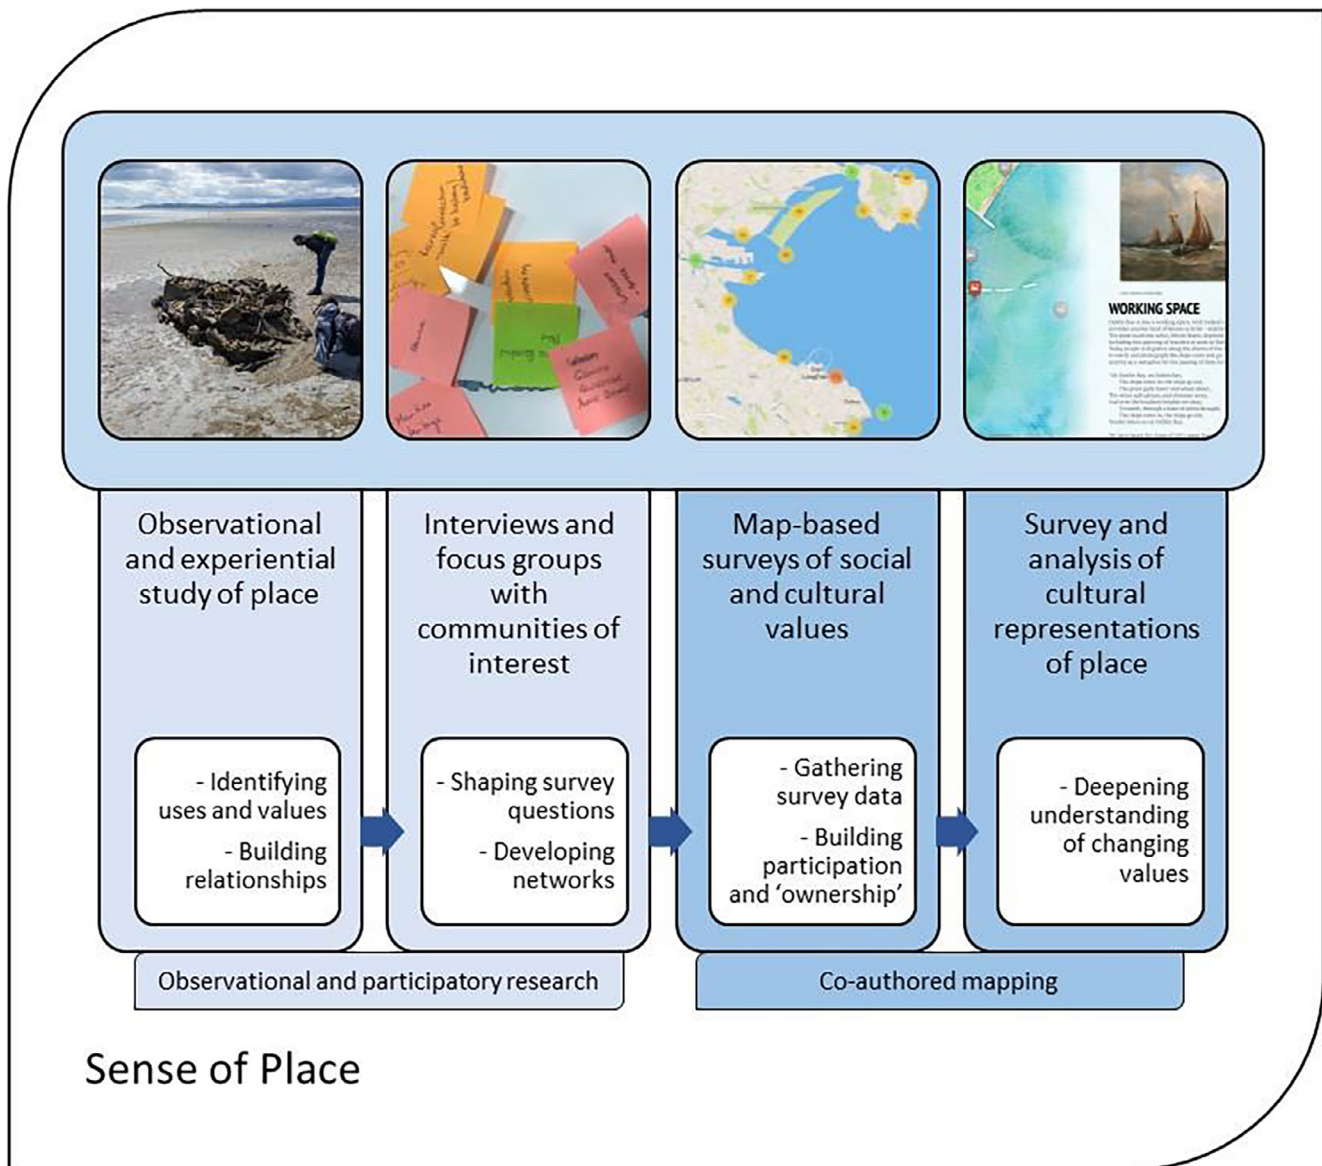 WORKING SPACE
Observational
and experiential
study of place
Interviews and
focus groups
with
communities of
interest
Map-based
surveys of social
and cultural
values
Survey and
analysis of
cultural
representations
of place
- Identifying
uses and values
- Building
relationships
- Shaping survey
questions
- Developing
networks
- Gathering
survey data
- Building
participation
and ‘ownership’
- Deepening
understanding
of changing
values
Observational and participatory research
Co-authored mapping
Sense of Place